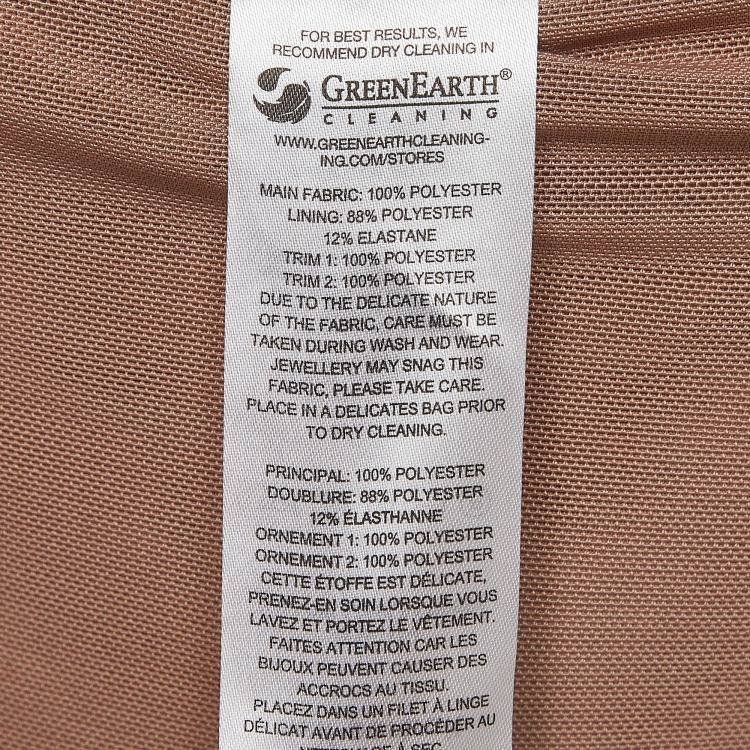 FOR BEST RESULTS, WE
RECOMMEND DRY CLEANING IN
GREENEARTH®
CLEANING
WWW.GREENEARTHCLEANING-
ING.COM/STORES
MAIN FABRIC: 100% POLYESTER
LINING: 88% POLYESTER
12% ELASTANE
TRIM 1: 100% POLYESTER
TRIM 2: 100% POLYESTER
DUE TO THE DELICATE NATURE
OF THE FABRIC, CARE MUST BE
TAKEN DURING WASH AND WEAR.
JEWELLERY MAY SNAG THIS
FABRIC, PLEASE TAKE CARE.
PLACE IN A DELICATES BAG PRIOR
TO DRY CLEANING.
PRINCIPAL: 100% POLYESTER
DOUBLURE: 88% POLYESTER
12% ÉLASTHANNE
ORNEMENT 1: 100% POLYESTER
ORNEMENT 2: 100% POLYESTER
CETTE ÉTOFFE EST DÉLICATE,
PRENEZ-EN SOIN LORSQUE VOUS
LAVEZ ET PORTEZ LE VÊTEMENT.
FAITES ATTENTION CAR LES
BIJOUX PEUVENT CAUSER DES
ACCROCS AU TISSU.
PLACEZ DANS UN FILET À LINGE
DÉLICAT AVANT DE PROCÉDER AU
NETTOYAGE À SEC